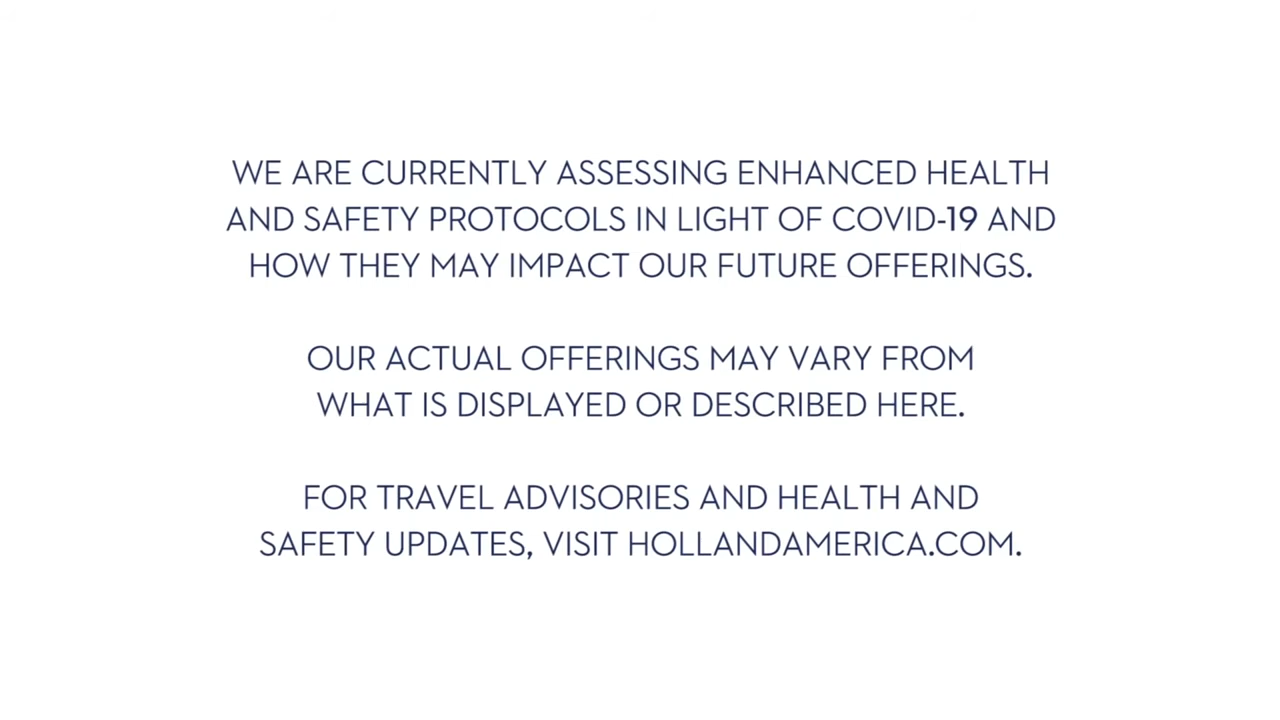 WE ARE CURRENTLY ASSESSING ENHANCED HEALTH
AND SAFETY PROTOCOLS IN LIGHT OF COVID-19 AND
HOW THEY MAY IMPACT OUR FUTURE OFFERINGS.
OUR ACTUAL OFFERINGS MAY VARY FROM
WHAT IS DISPLAYED OR DESCRIBED HERE.
FOR TRAVEL ADVISORIES AND HEALTH AND
SAFETY UPDATES, VISIT HOLLANDAMERICA.COM.